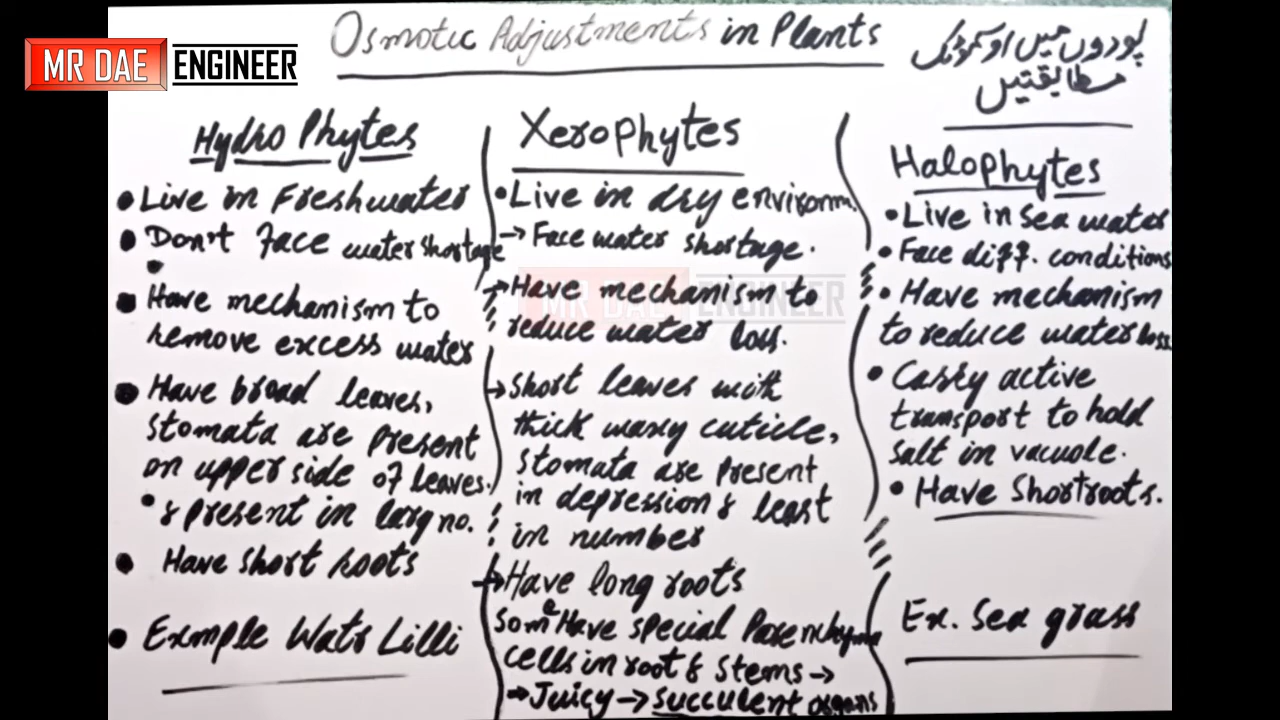 MR DAE ENGINEER
Osmotic Adjustments in Plants
پودوں میں اوسموٹک
مطابقتیں
Hydro Phytes
• Live in Freshwater
• Don't Face water shortage
•
• Have mechanism to
remove excess water
• Have broad leaves,
stomata are present
on upper side of leaves.
• & present in larg no.
• Have short roots
• Exmple Watr Lilli
Xerophytes
• Live in dry environm.
→ Face water shortage.
→ Have mechanism to
reduce water loss.
→ Short leaves with
thick waxy cuticle,
stomata are present
in depression & least
in number
→ Have long roots
Some Have special Parenchyma
cells in root & stems →
→ Juicy → Succulent organs
Halophytes
• Live in Sea water
• Face diff. conditions
• Have mechanism
to reduce water loss
• Carry active
transport to hold
salt in vacuole.
• Have Short roots.
Ex. Sea grass
MR DAE ENGINEER